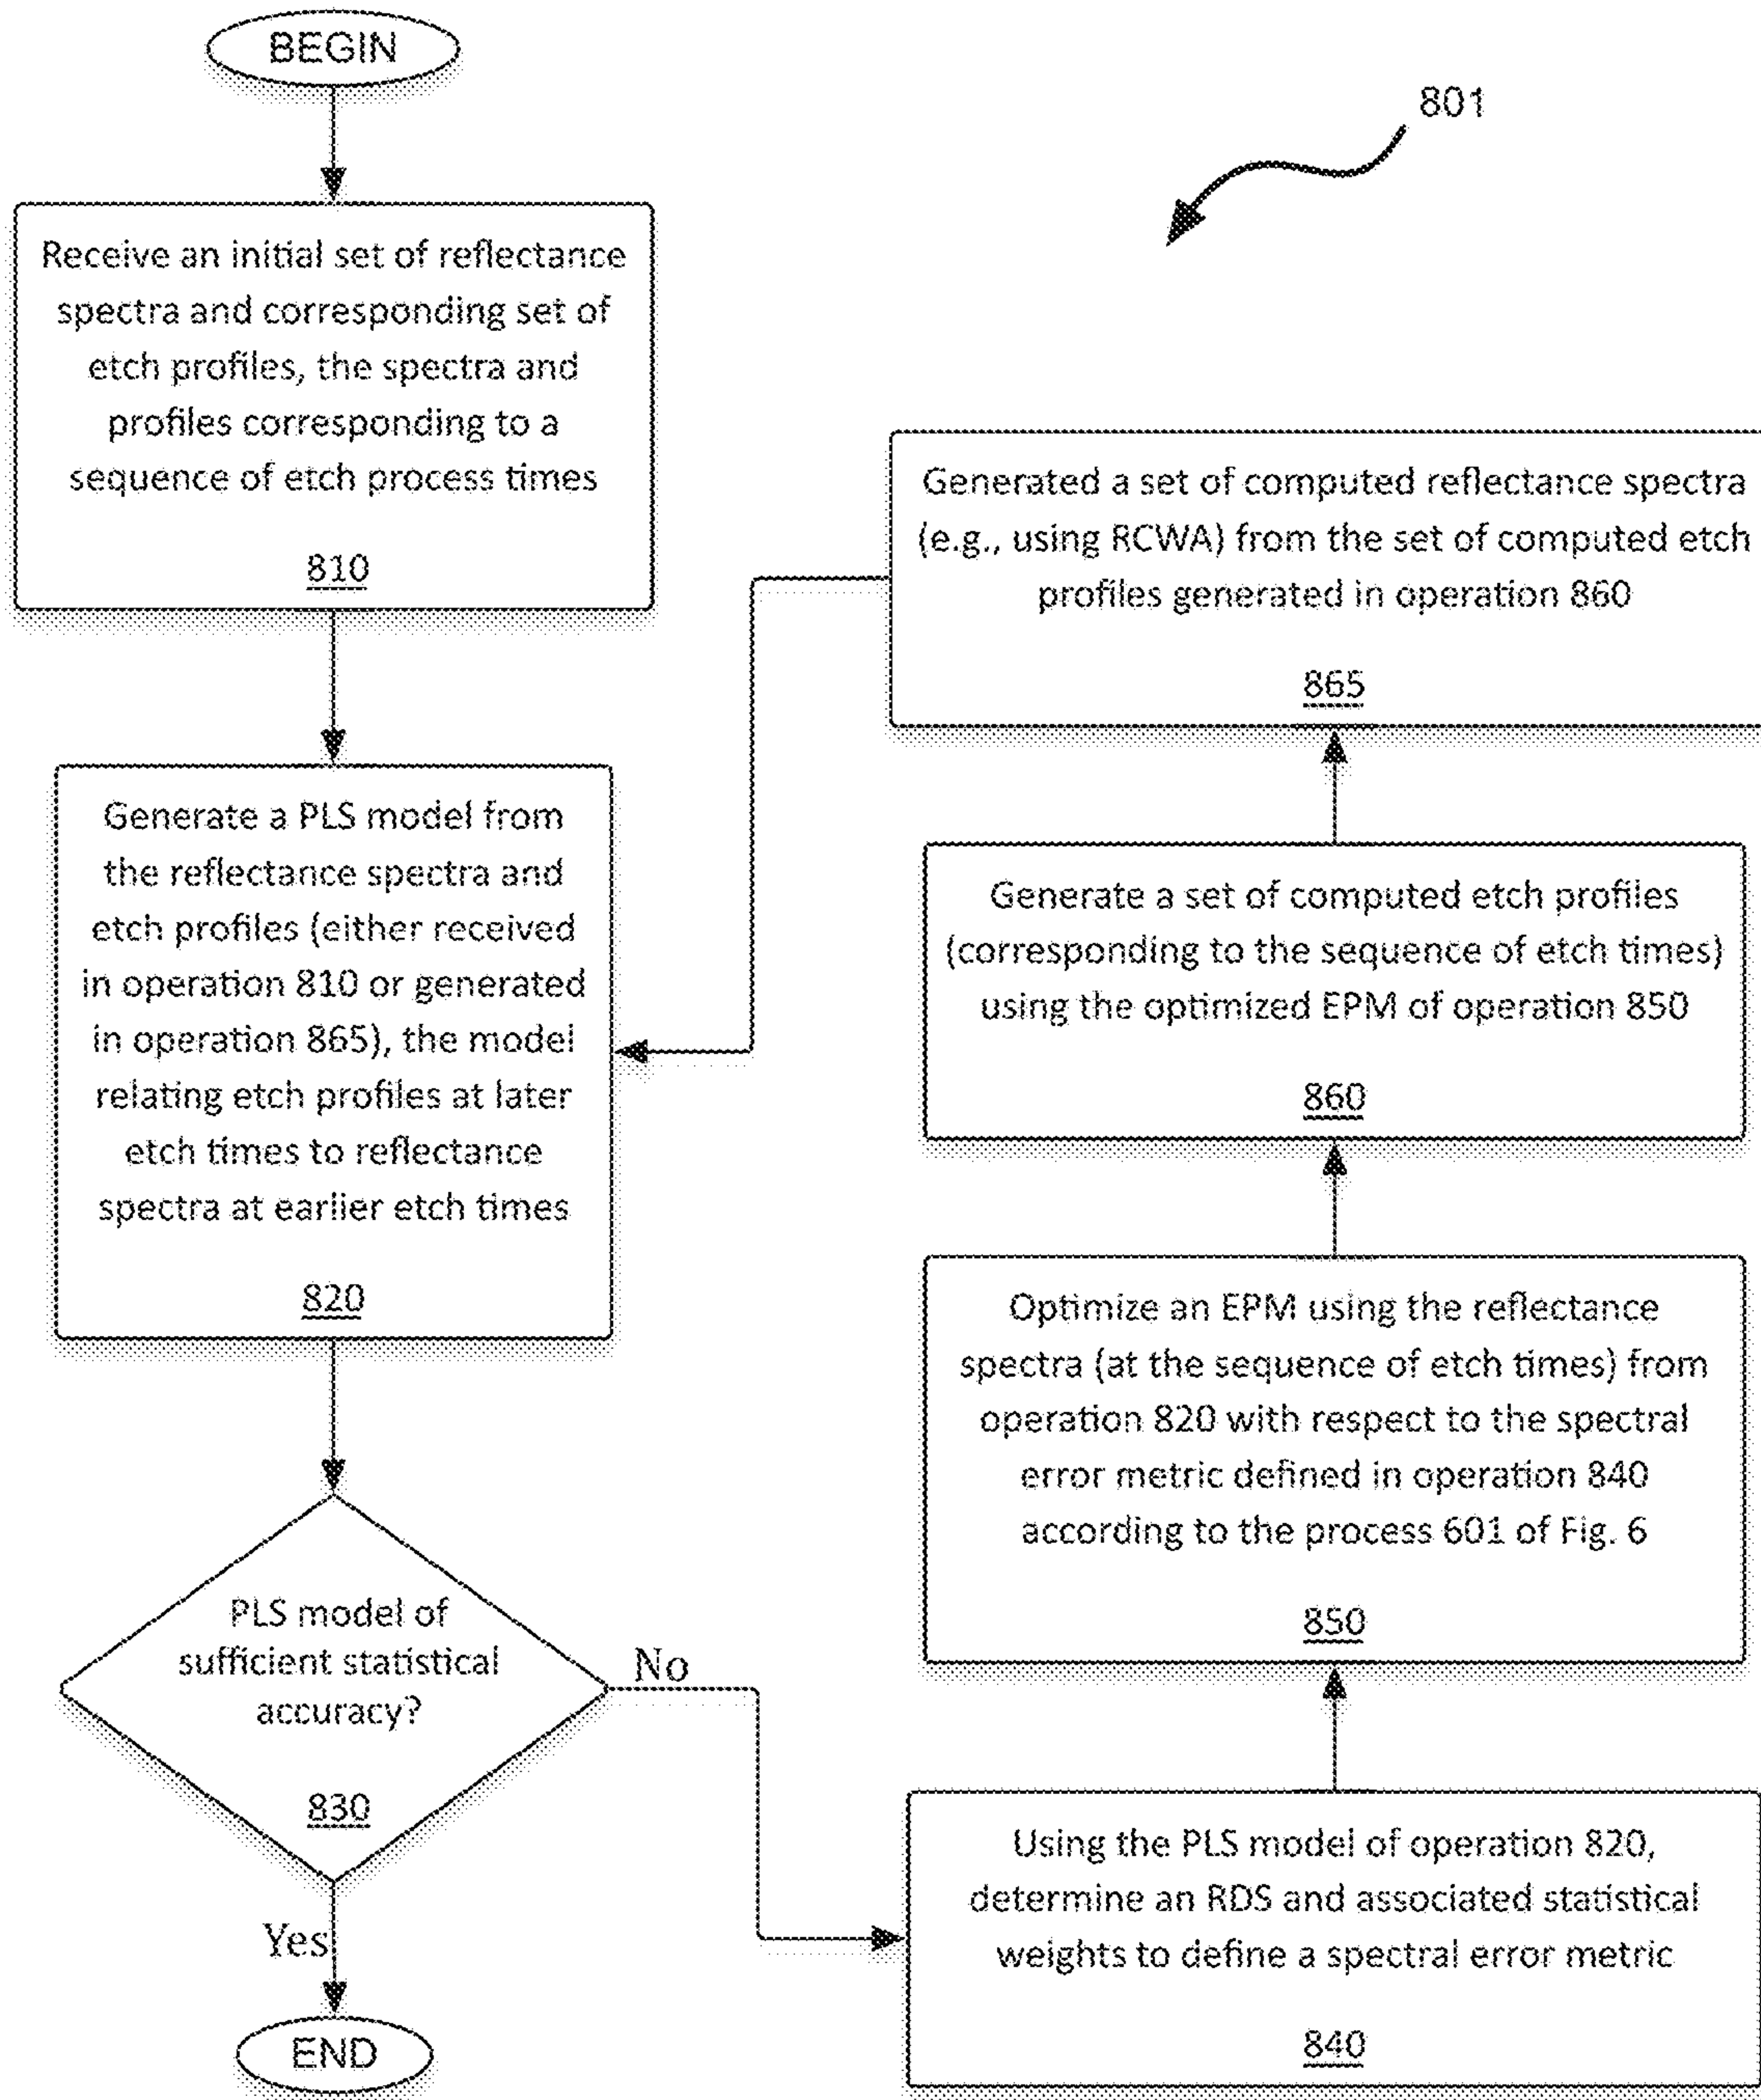 BEGIN
801
Receive an initial set of reflectance
spectra and corresponding set of
etch profiles, the spectra and
profiles corresponding to a
sequence of etch process times
810
Generate a PLS model from
the reflectance spectra and
etch profiles (either received
in operation 810 or generated
in operation 865), the model
relating etch profiles at later
etch times to reflectance
spectra at earlier etch times
820
PLS model of
sufficient statistical
accuracy?
830
No
Yes
END
Using the PLS model of operation 820,
determine an RDS and associated statistical
weights to define a spectral error metric
840
Optimize an EPM using the reflectance
spectra (at the sequence of etch times) from
operation 820 with respect to the spectral
error metric defined in operation 840
according to the process 601 of Fig. 6
850
Generate a set of computed etch profiles
(corresponding to the sequence of etch times)
using the optimized EPM of operation 850
860
Generated a set of computed reflectance spectra
(e.g., using RCWA) from the set of computed etch
profiles generated in operation 860
865